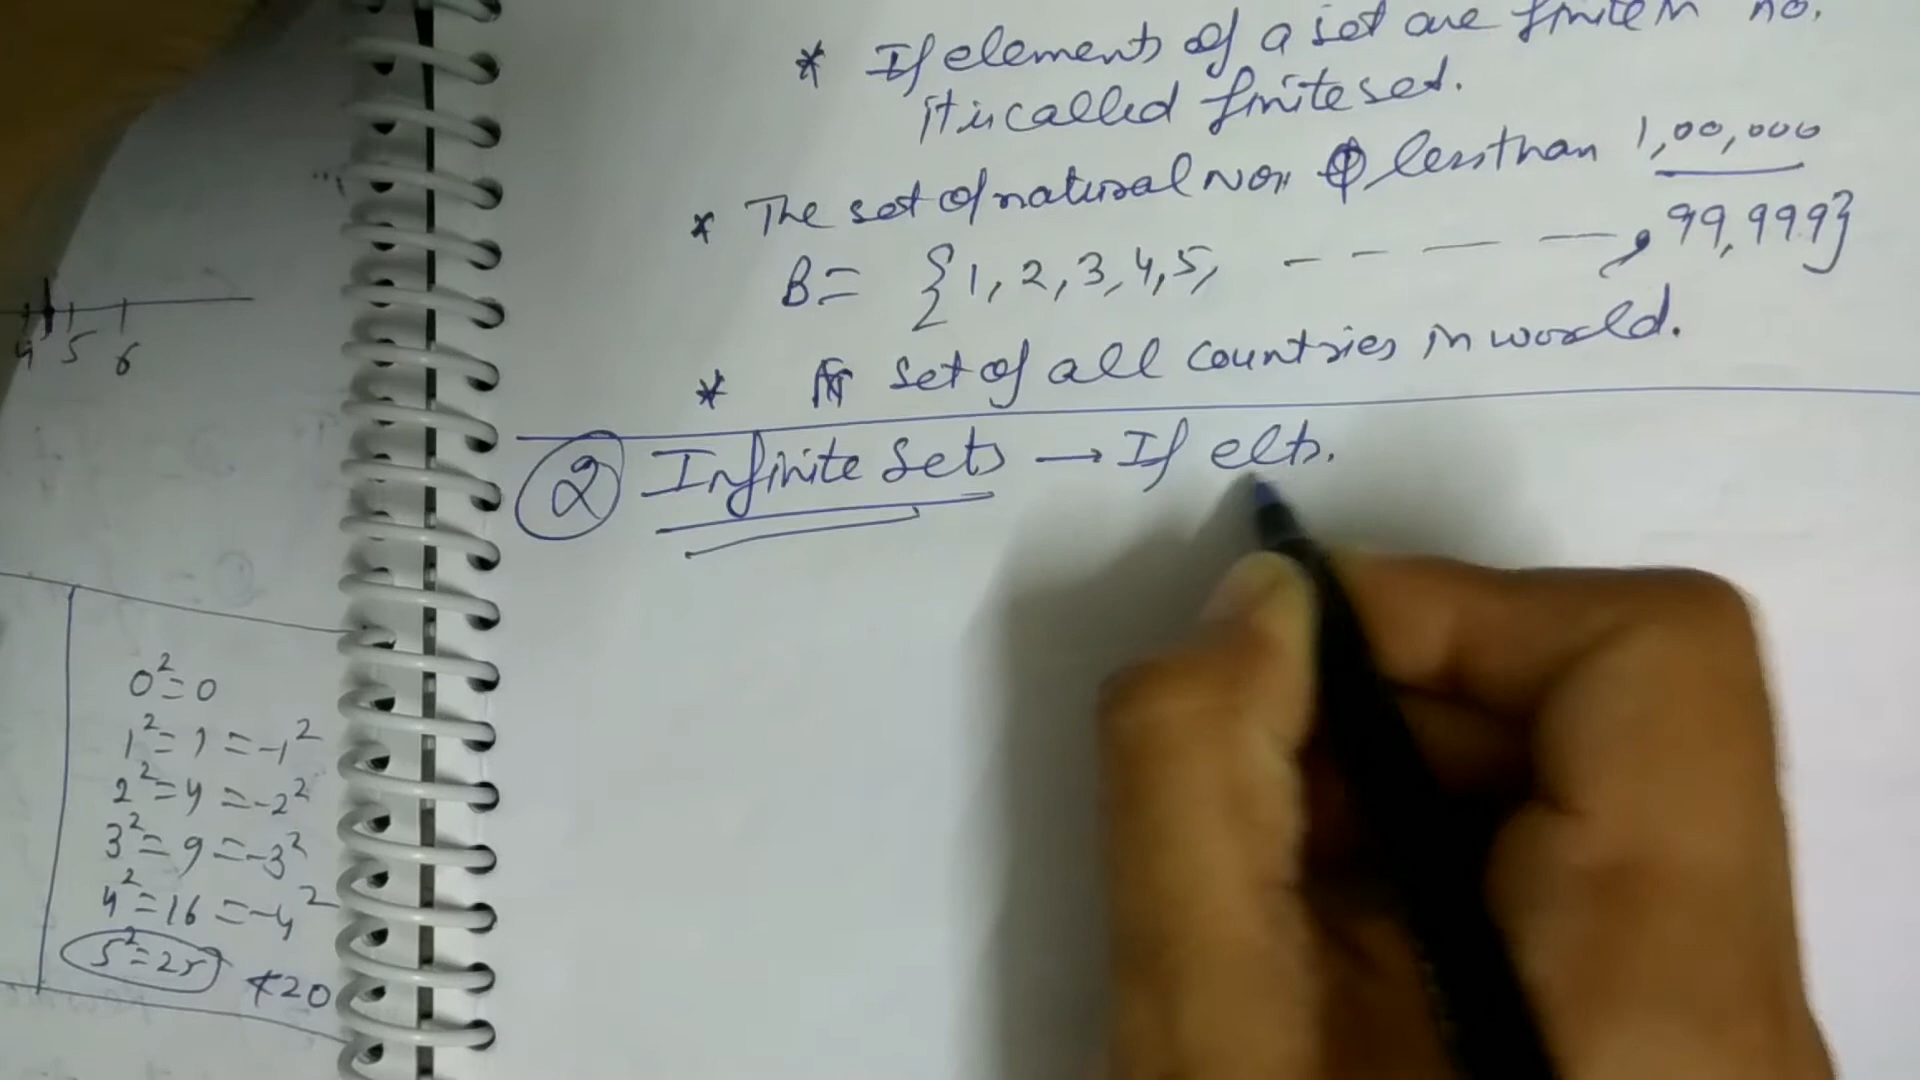 * If elements of a set are finite in no.
it is called finite set.
* The set of natural Nos. less than 1,00,000
B = {1, 2, 3, 4, 5, - - - -, 99,999}
* set of all countries in world.
② Infinite Sets → If elts.
4 5 6
0²=0
1²=1=-1²
2²=4=-2²
3²=9=-3²
4²=16=-4²
5²=25 <20